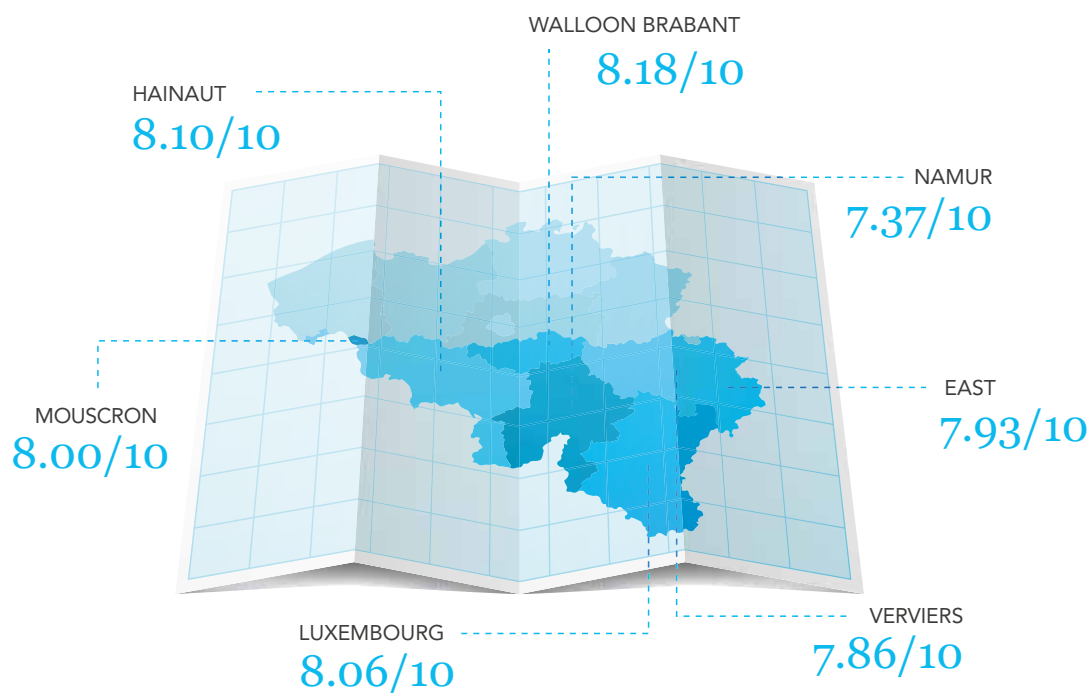 WALLOON BRABANT
8.18/10
HAINAUT
8.10/10
NAMUR
7.37/10
EAST
7.93/10
MOUSCRON
8.00/10
VERVIERS
7.86/10
LUXEMBOURG
8.06/10